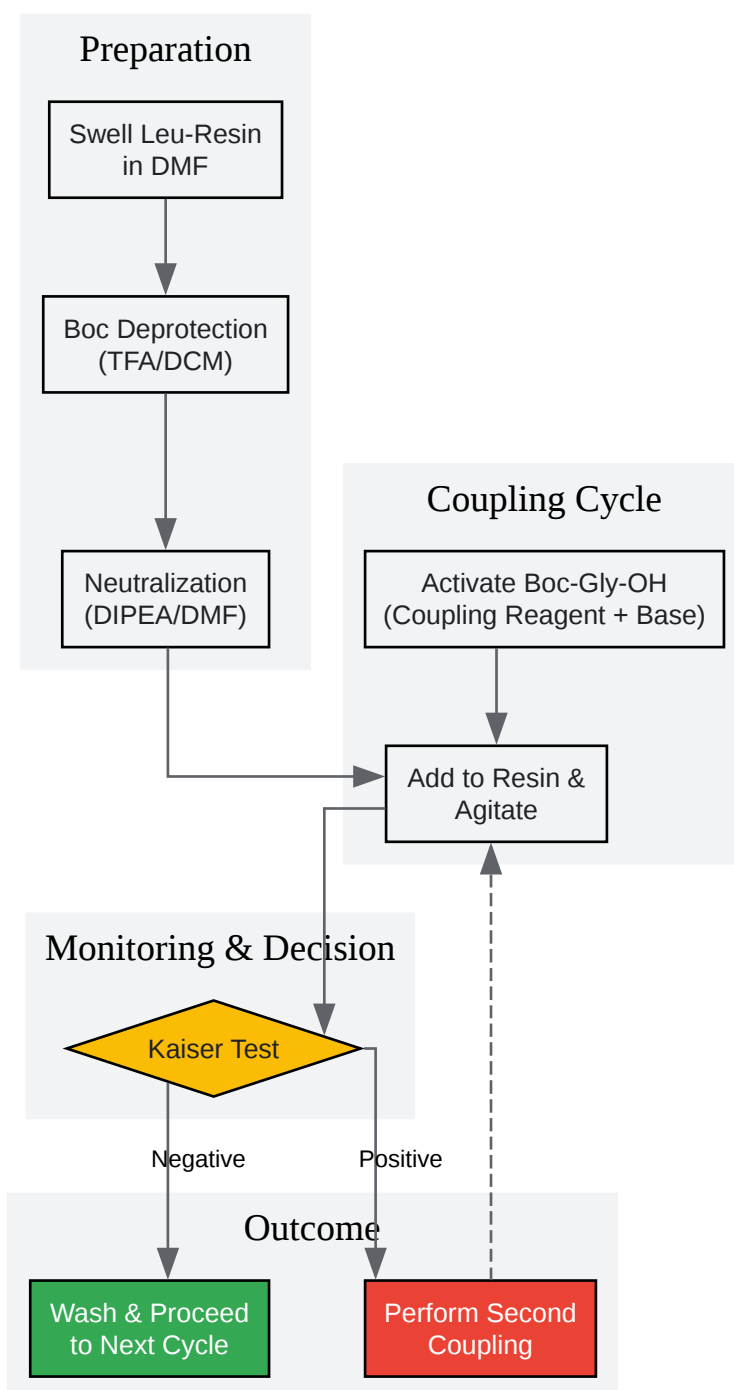 Preparation
Swell Leu-Resin
in DMF
Boc Deprotection
(TFA/DCM)
Neutralization
(DIPEA/DMF)
Coupling Cycle
Activate Boc-Gly-OH
(Coupling Reagent + Base)
Add to Resin &
Agitate
Monitoring & Decision
Kaiser Test
Negative
Positive
Outcome
Wash & Proceed
to Next Cycle
Perform Second
Coupling